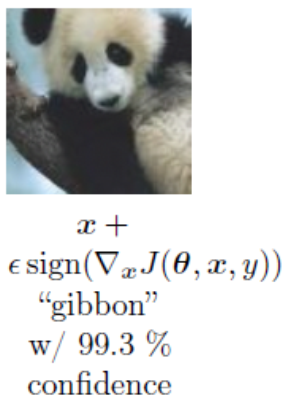 x +
ϵ sign(∇ₓJ(θ, x, y))
“gibbon”
w/ 99.3 %
confidence